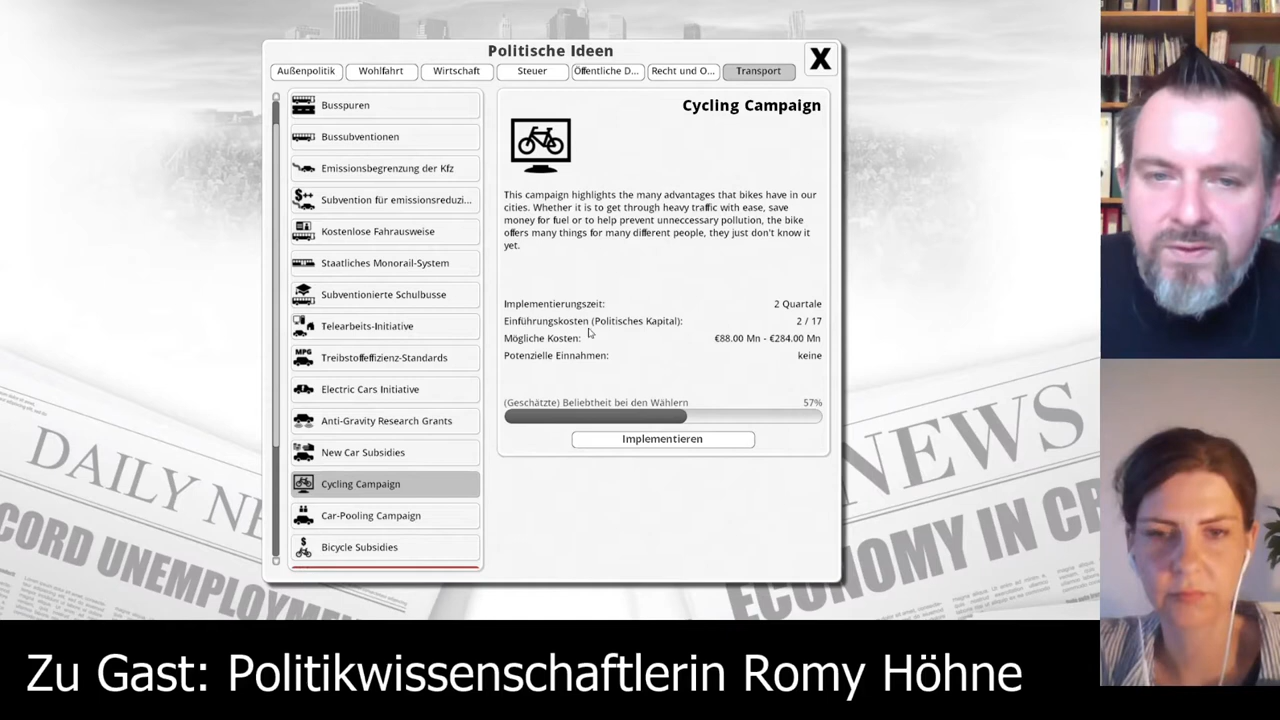 Politische Ideen
X
Außenpolitik
Wohlfahrt
Wirtschaft
Steuer
Öffentliche D...
Recht und O...
Transport
Busspuren
Bussubventionen
Emissionsbegrenzung der Kfz
Subvention für emissionsreduzi...
Kostenlose Fahrausweise
Staatliches Monorail-System
Subventionierte Schulbusse
Telearbeits-Initiative
MPG
Treibstoffeffizienz-Standards
Electric Cars Initiative
Anti-Gravity Research Grants
New Car Subsidies
Cycling Campaign
Car-Pooling Campaign
Bicycle Subsidies
Cycling Campaign
This campaign highlights the many advantages that bikes have in our
cities. Whether it is to get through heavy traffic with ease, save
money for fuel or to help prevent unneccessary pollution, the bike
offers many things for many different people, they just don't know it
yet.
Implementierungszeit: 2 Quartale
Einführungskosten (Politisches Kapital): 2 / 17
Mögliche Kosten: €88.00 Mn - €284.00 Mn
Potenzielle Einnahmen: keine
(Geschätzte) Beliebtheit bei den Wählern 57%
Implementieren
DAILY NE
CORD UNEMPLOYM
NEWS
ECONOMY IN CR
Zu Gast: Politikwissenschaftlerin Romy Höhne